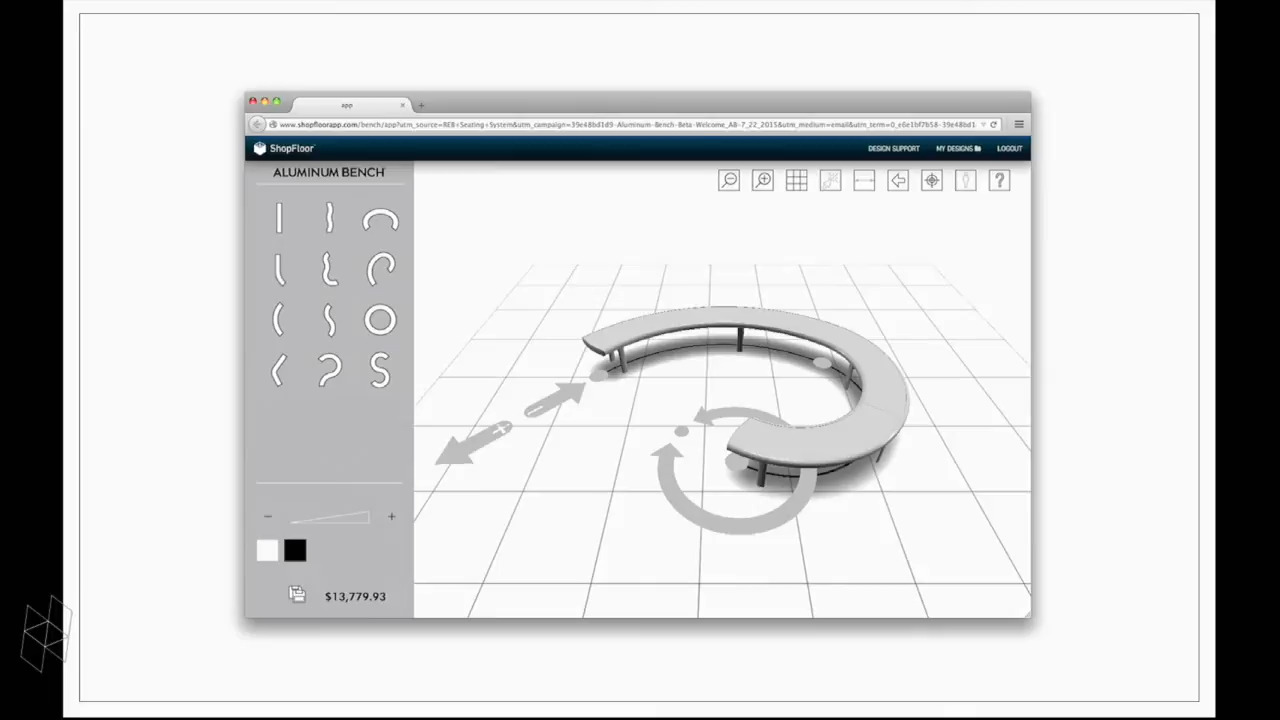 app
www.shopfloorapp.com/bench/app?utm_source=REB+Seating+System&utm_campaign=39e48bd1d9-Aluminum-Bench-Beta-Welcome_AB-7_22_2015&utm_medium=email&utm_term=0_e6e1bf7b58-39e48bd1-
ShopFloor
DESIGN SUPPORT MY DESIGNS LOGOUT
ALUMINUM BENCH
?
- +
$13,779.93